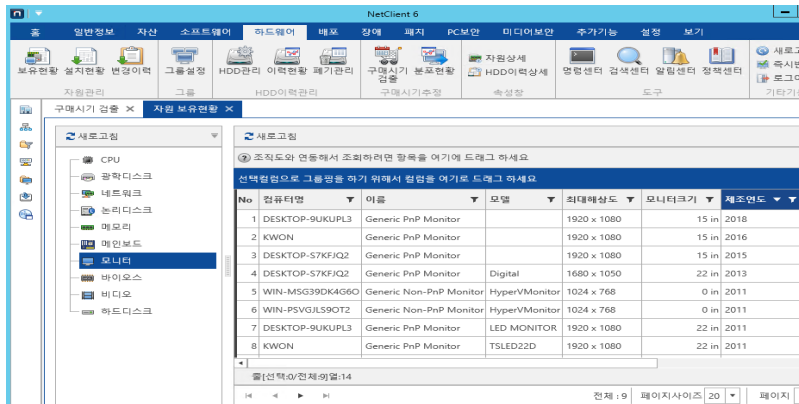 NetClient 6
홈 일반정보 자산 소프트웨어 하드웨어 배포 장애 패치 PC보안 미디어보안 추가기능 설정 보기
보유현황 설치현황 변경이력 그룹설정 HDD관리 이력현황 폐기관리 구매시기 검출 분포현황 자원상세 HDD이력상세 명령센터 검색센터 알림센터 정책센터 새로고
즉시반
로그
자원관리 그룹 HDD이력관리 구매시기추정 속성창 도구 기타기
구매시기 검출 × 자원 보유현황 ×
새로고침
CPU
광학디스크
네트워크
논리디스크
메모리
메인보드
모니터
바이오스
비디오
하드디스크
새로고침
? 조직도와 연동해서 조회하려면 항목을 여기에 드래그 하세요
선택컬럼으로 그룹핑을 하기 위해서 컬럼을 여기로 드래그 하세요
No 컴퓨터명 이름 모델 최대해상도 모니터크기 제조연도
1 DESKTOP-9UKUPL3 Generic PnP Monitor 1920 x 1080 15 in 2018
2 KWON Generic PnP Monitor 1920 x 1080 15 in 2016
3 DESKTOP-S7KFJQ2 Generic PnP Monitor 1920 x 1080 15 in 2015
4 DESKTOP-S7KFJQ2 Generic PnP Monitor Digital 1680 x 1050 22 in 2013
5 WIN-MSG39DK4G6O Generic Non-PnP Monitor HyperVMonitor 1024 x 768 0 in 2011
6 WIN-PSVGJLS9OT2 Generic Non-PnP Monitor HyperVMonitor 1024 x 768 0 in 2011
7 DESKTOP-9UKUPL3 Generic PnP Monitor LED MONITOR 1920 x 1080 22 in 2011
8 KWON Generic PnP Monitor TSLED22D 1920 x 1080 22 in 2011
줄[선택:0/전체:9]열:14
전체 : 9 페이지사이즈 20 페이지